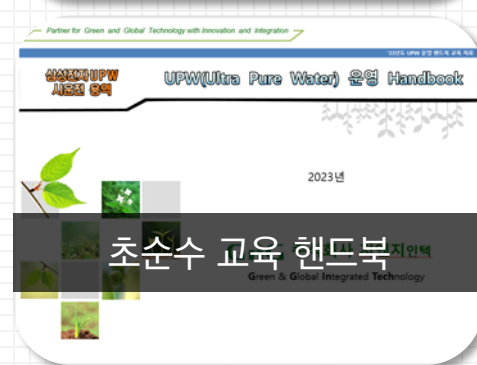 Partner for Green and Global Technology with Innovation and Integration
'23년도 UPW 운영 핸드북 교육 자료
삼성전자 UPW
시운전 용역
UPW(Ultra Pure Water) 운영 Handbook
2023년
초순수 교육 핸드북
Green & Global Integrated Technology